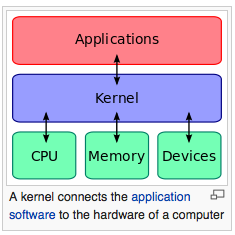 Applications
Kernel
CPU Memory Devices
A kernel connects the application
software to the hardware of a computer